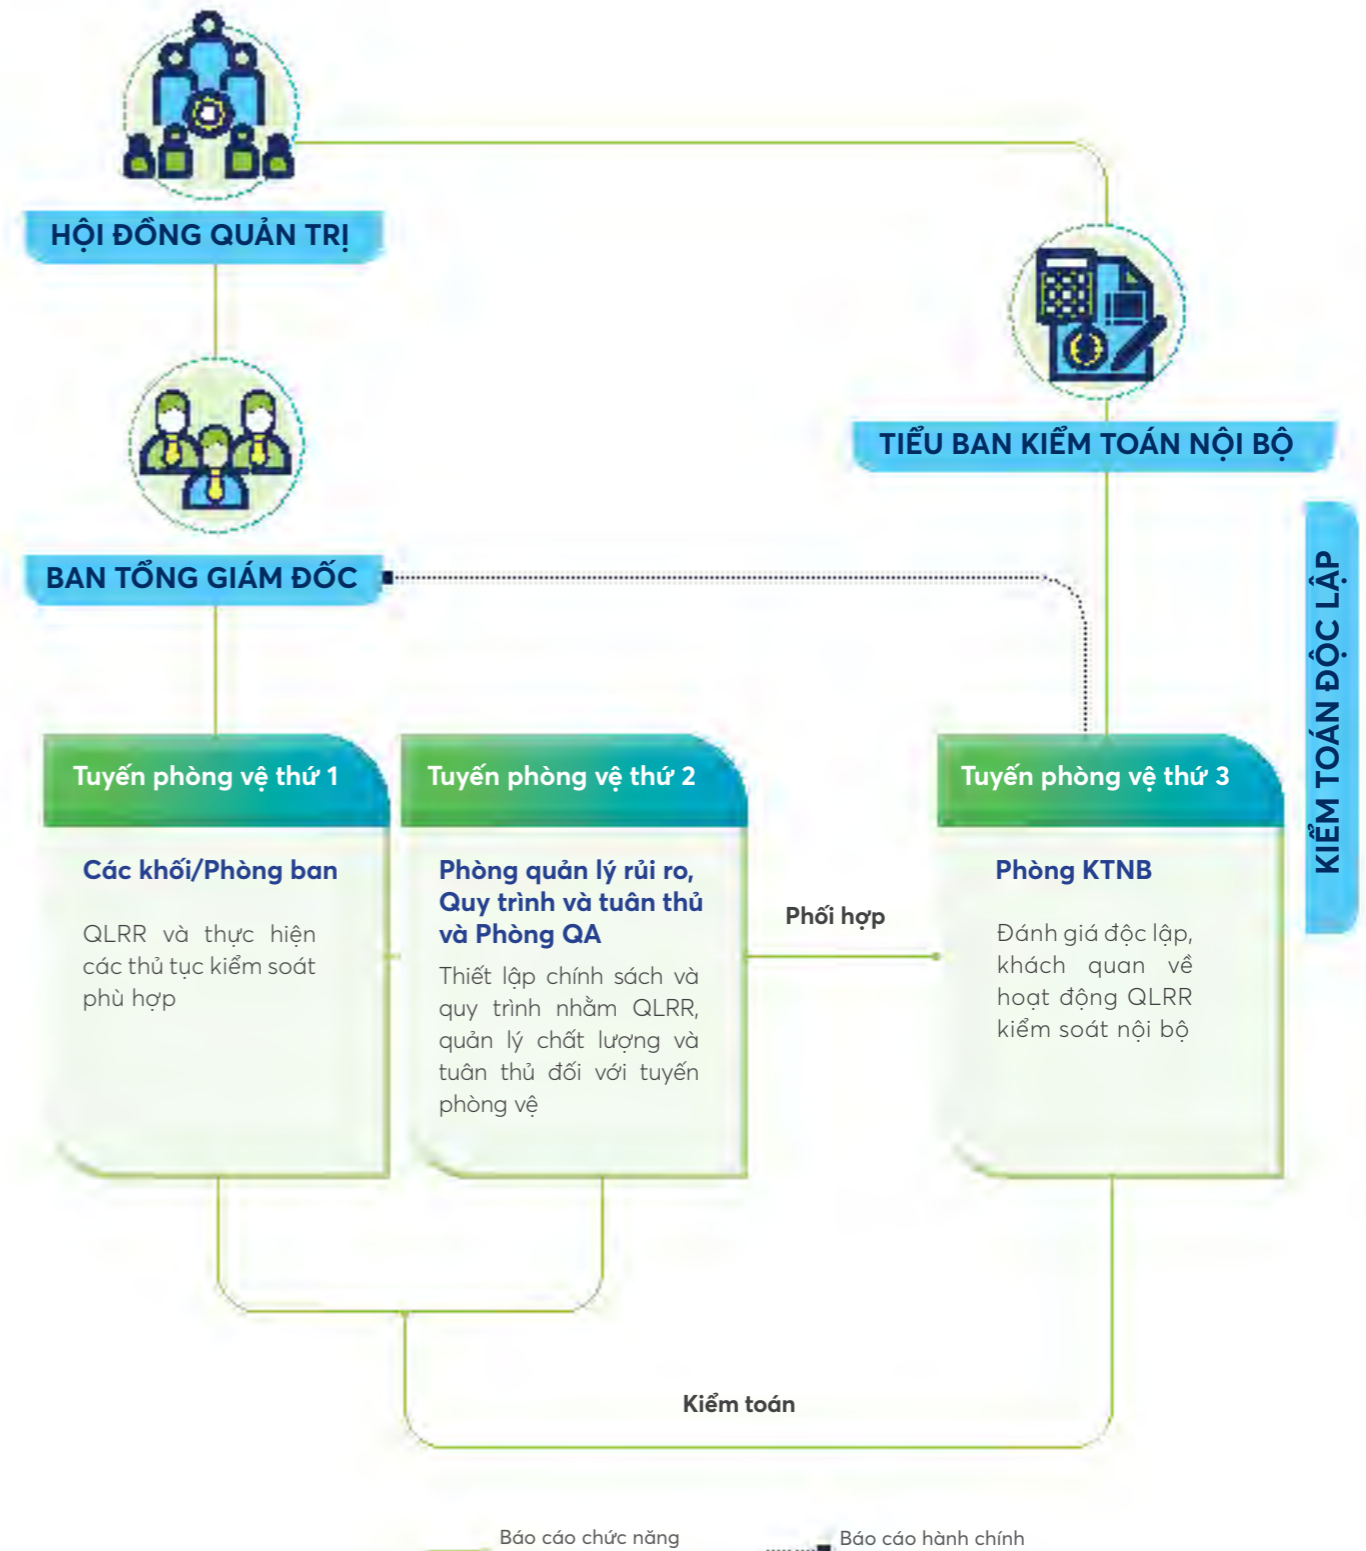 HỘI ĐỒNG QUẢN TRỊ
TIỂU BAN KIỂM TOÁN NỘI BỘ
BAN TỔNG GIÁM ĐỐC
KIỂM TOÁN ĐỘC LẬP
Tuyến phòng vệ thứ 1
Các khối/Phòng ban
QLRR và thực hiện
các thủ tục kiểm soát
phù hợp
Tuyến phòng vệ thứ 2
Phòng quản lý rủi ro,
Quy trình và tuân thủ
và Phòng QA
Thiết lập chính sách và
quy trình nhằm QLRR,
quản lý chất lượng và
tuân thủ đối với tuyến
phòng vệ
Phối hợp
Tuyến phòng vệ thứ 3
Phòng KTNB
Đánh giá độc lập,
khách quan về
hoạt động QLRR
kiểm soát nội bộ
Kiểm toán
Báo cáo chức năng
Báo cáo hành chính